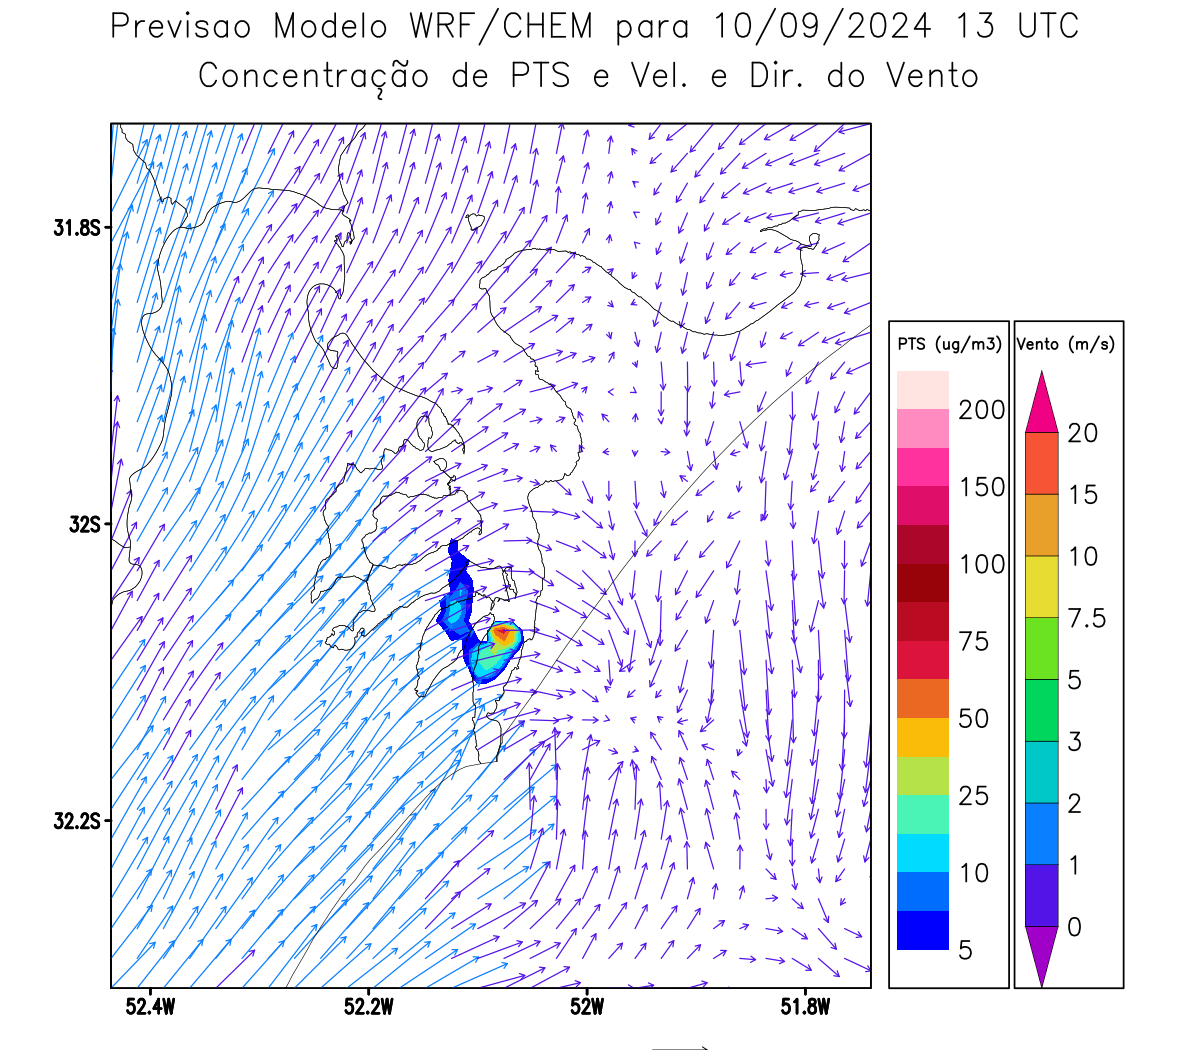 Previsao Modelo WRF/CHEM para 10/09/2024 13 UTC
Concentração de PTS e Vel. e Dir. do Vento
31.8S
32S
32.2S
52.4W 52.2W 52W 51.8W
PTS (ug/m3)
200
150
100
75
50
25
10
5
Vento (m/s)
20
15
10
7.5
5
3
2
1
0